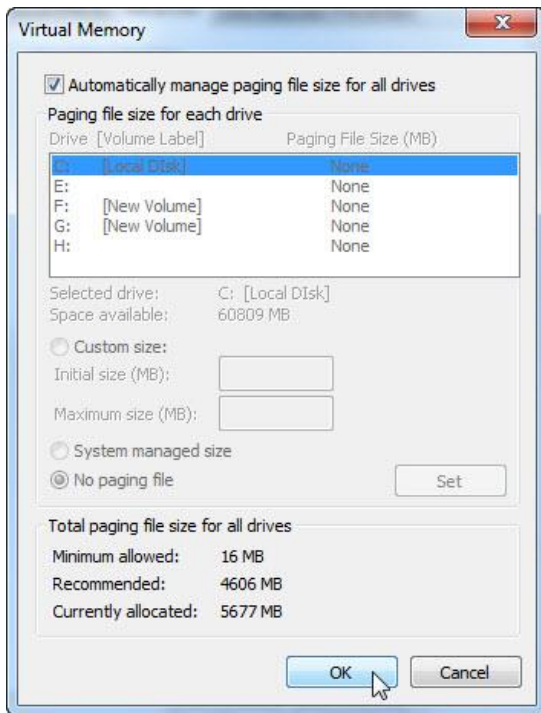 Virtual Memory
Automatically manage paging file size for all drives
Paging file size for each drive
Drive [Volume Label] Paging File Size (MB)
C: [Local DIsk] None
E: None
F: [New Volume] None
G: [New Volume] None
H: None
Selected drive: C: [Local DIsk]
Space available: 60809 MB
Custom size:
Initial size (MB):
Maximum size (MB):
System managed size
No paging file Set
Total paging file size for all drives
Minimum allowed: 16 MB
Recommended: 4606 MB
Currently allocated: 5677 MB
OK Cancel